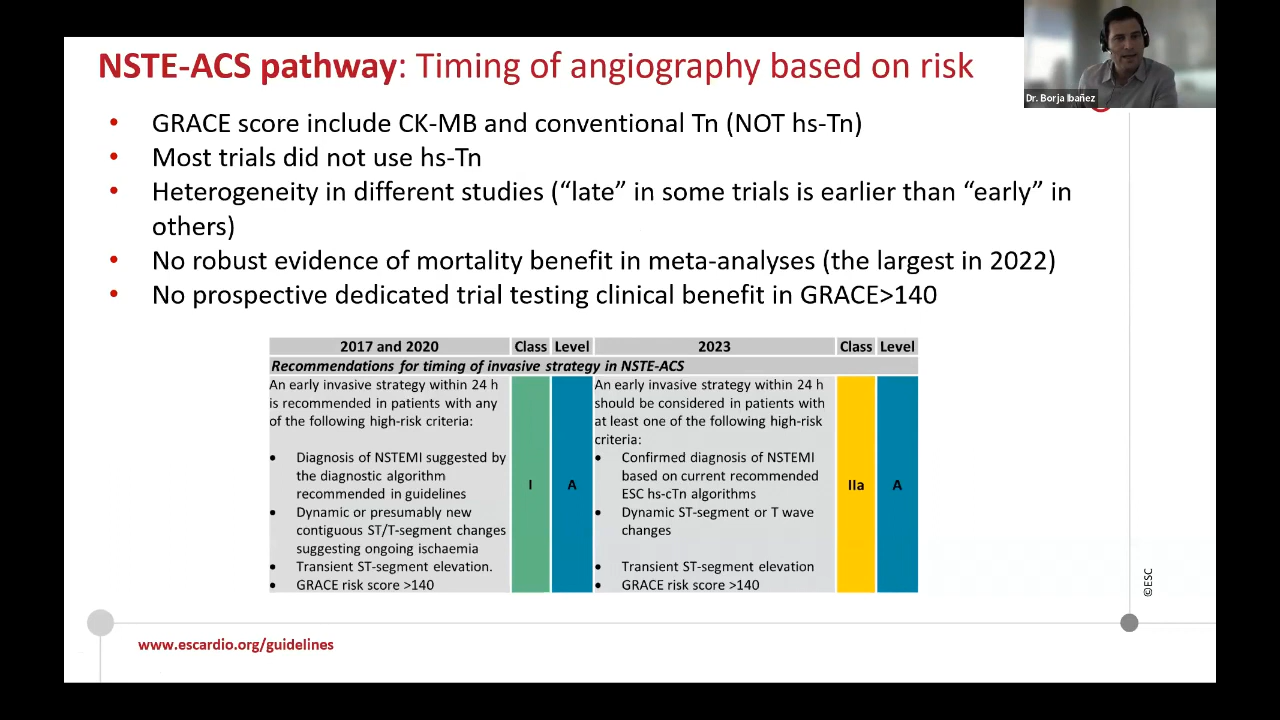 NSTE-ACS pathway: Timing of angiography based on risk
Dr. Borja Ibañez
• GRACE score include CK-MB and conventional Tn (NOT hs-Tn)
• Most trials did not use hs-Tn
• Heterogeneity in different studies (“late” in some trials is earlier than “early” in
others)
• No robust evidence of mortality benefit in meta-analyses (the largest in 2022)
• No prospective dedicated trial testing clinical benefit in GRACE>140
2017 and 2020 Class Level 2023 Class Level
Recommendations for timing of invasive strategy in NSTE-ACS
An early invasive strategy within 24 h
is recommended in patients with any
of the following high-risk criteria:
• Diagnosis of NSTEMI suggested by
the diagnostic algorithm
recommended in guidelines
• Dynamic or presumably new
contiguous ST/T-segment changes
suggesting ongoing ischaemia
• Transient ST-segment elevation.
• GRACE risk score >140
I
A
An early invasive strategy within 24 h
should be considered in patients with
at least one of the following high-risk
criteria:
• Confirmed diagnosis of NSTEMI
based on current recommended
ESC hs-cTn algorithms
• Dynamic ST-segment or T wave
changes
• Transient ST-segment elevation
• GRACE risk score >140
IIa
A
©ESC
www.escardio.org/guidelines